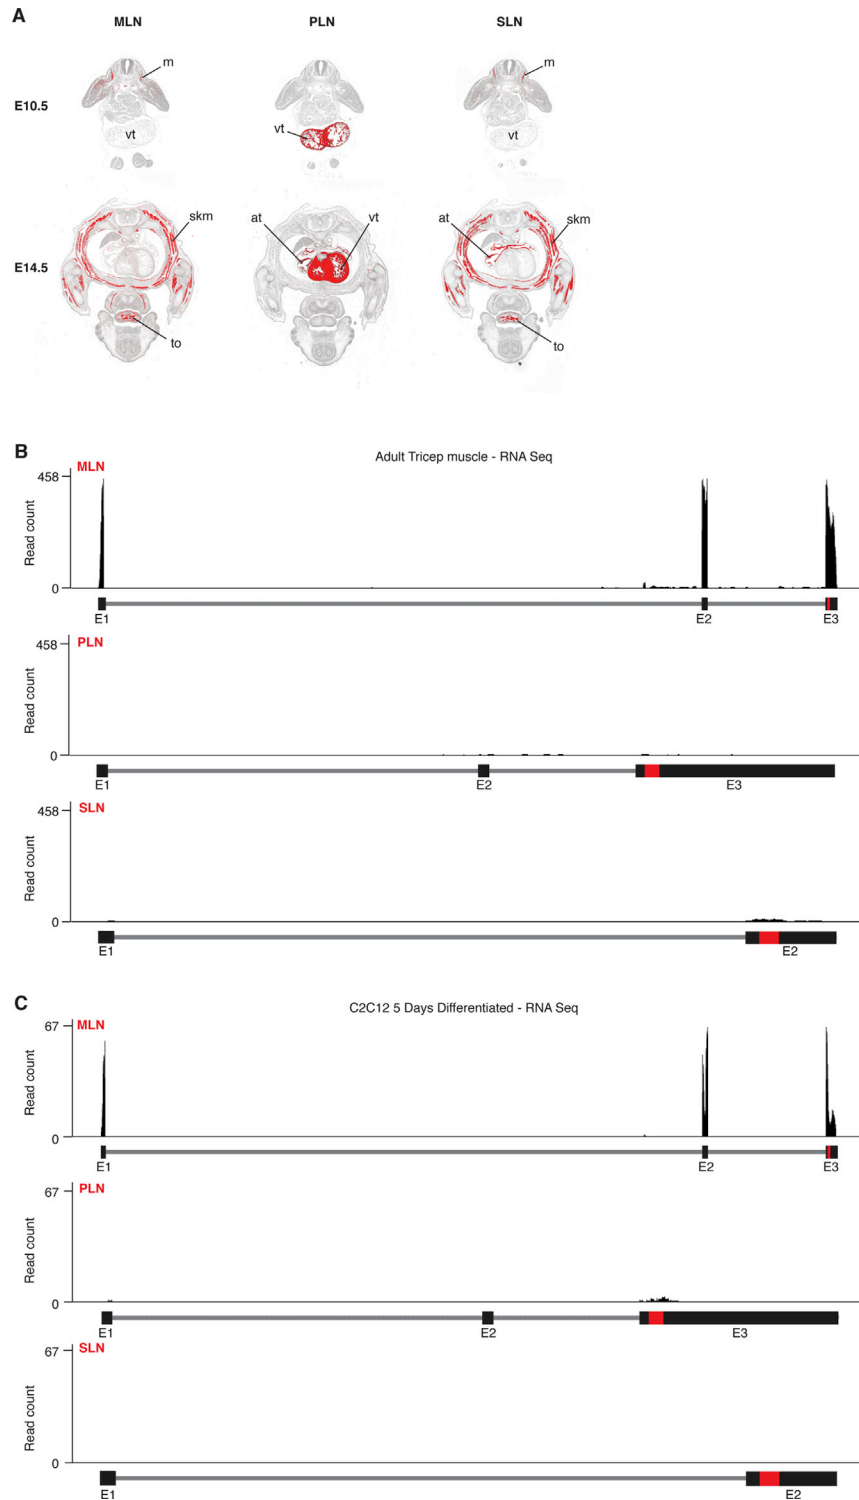 A
MLN PLN SLN
E10.5
m
vt
vt
m
vt
E14.5
skm
to
at
vt
at
skm
to
B
Adult Tricep muscle - RNA Seq
MLN
458
Read count
0
E1 E2 E3
PLN
458
Read count
0
E1 E2 E3
SLN
458
Read count
0
E1 E2
C
C2C12 5 Days Differentiated - RNA Seq
MLN
67
Read count
0
E1 E2 E3
PLN
67
Read count
0
E1 E2 E3
SLN
67
Read count
0
E1 E2